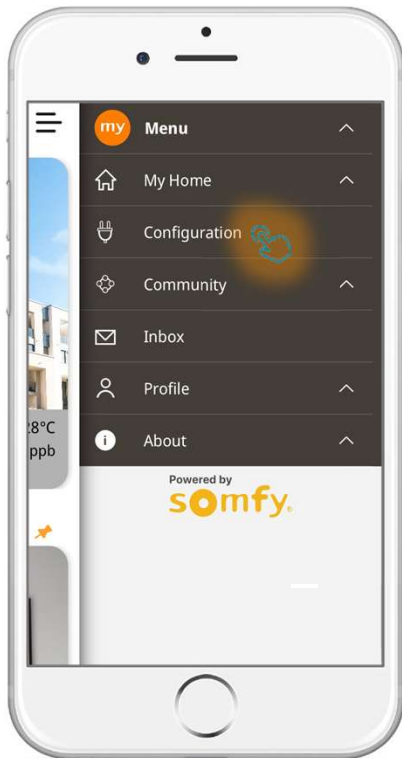 my Menu
My Home
Configuration
Community
Inbox
Profile
i About
28°C
ppb
Powered by
somfy.